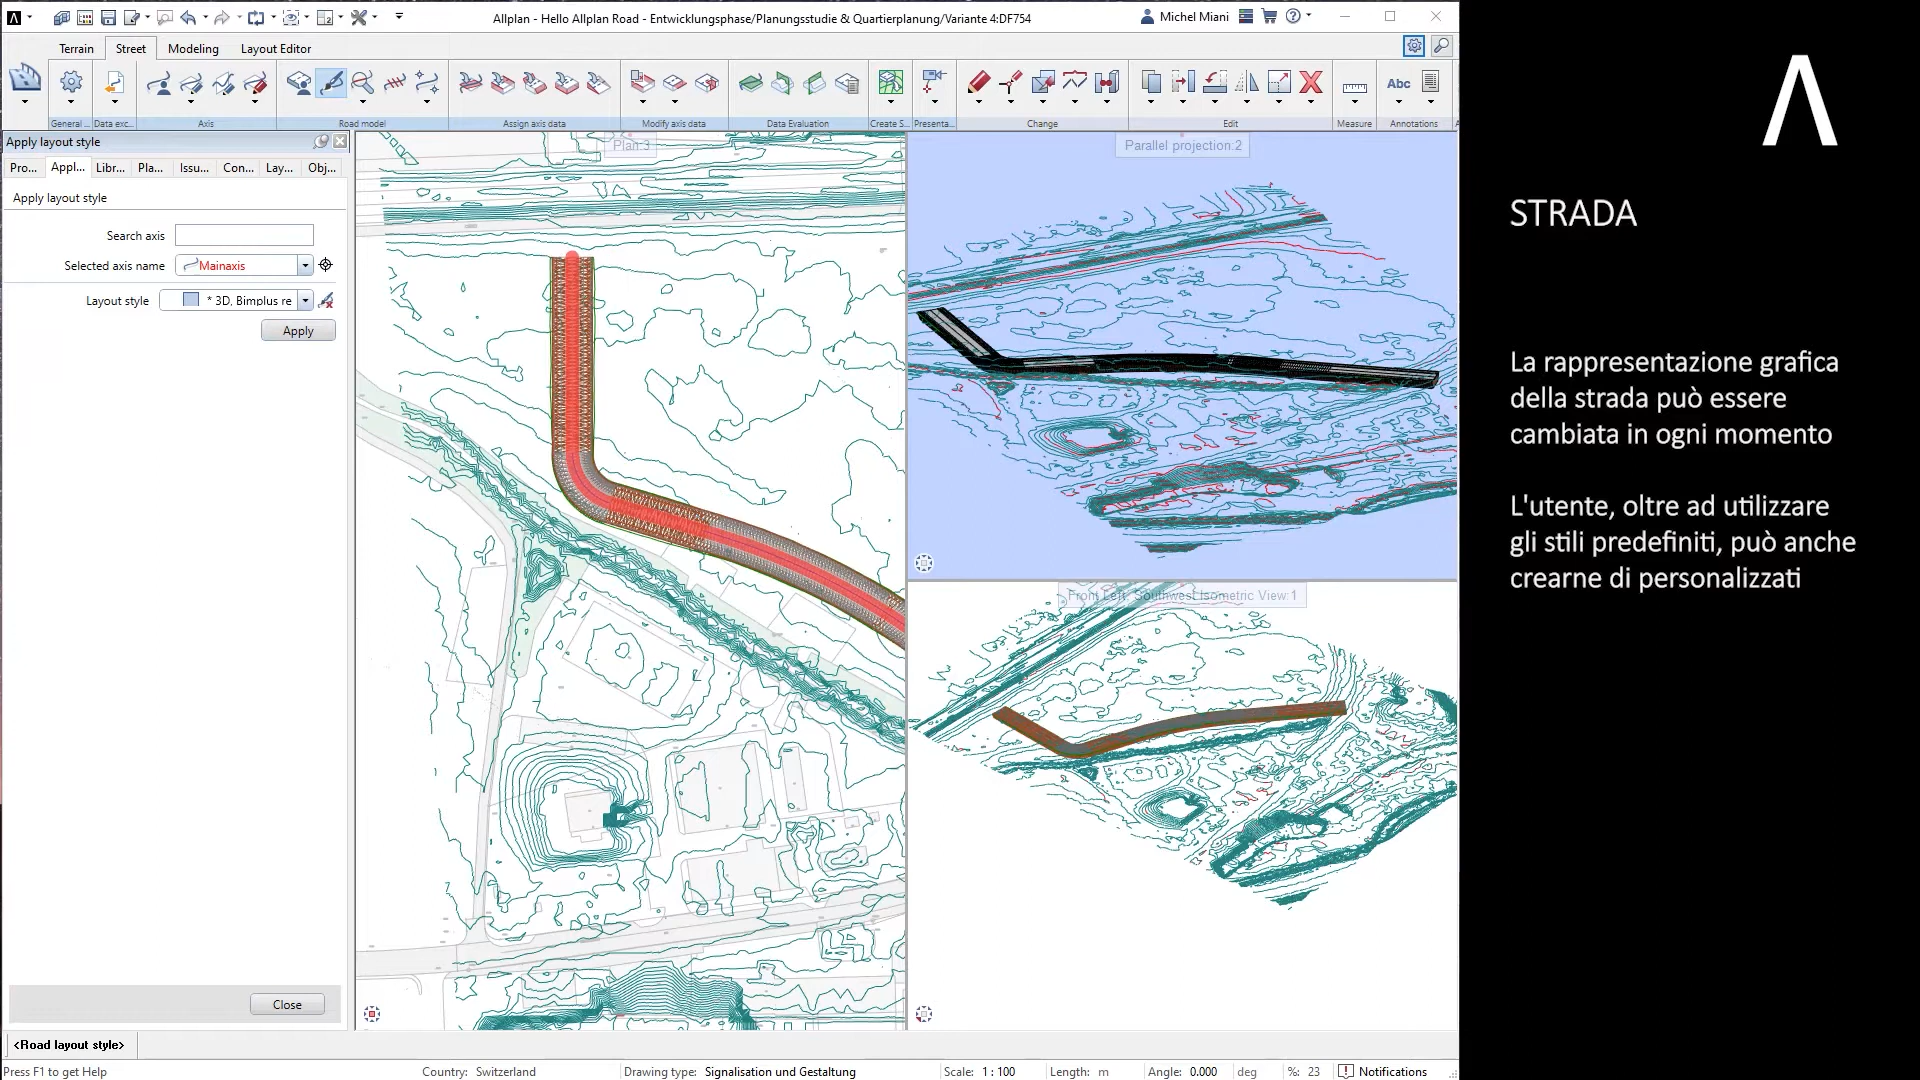 Allplan - Hello Allplan Road - Entwicklungsphase/Planungsstudie & Quartierplanung/Variante 4:DF754
Michel Miani
Terrain
Street
Modeling
Layout Editor
Abc
General ...
Data exc...
Axis
Road model
Assign axis data
Modify axis data
Data Evaluation
Create S...
Presenta...
Change
Edit
Measure
Annotations
Apply layout style
Pro...
Appl...
Libr...
Pla...
Issu...
Con...
Lay...
Obj...
Apply layout style
Search axis
Selected axis name
Mainaxis
Layout style
* 3D, Bimplus re
Apply
Close
Plan:3
Parallel projection:2
Front Left, Southwest Isometric View:1
<Road layout style>
Press F1 to get Help
Country: Switzerland
Drawing type: Signalisation und Gestaltung
Scale: 1 : 100
Length: m
Angle: 0.000 deg
%: 23
Notifications
STRADA
La rappresentazione grafica
della strada può essere
cambiata in ogni momento
L'utente, oltre ad utilizzare
gli stili predefiniti, può anche
crearne di personalizzati